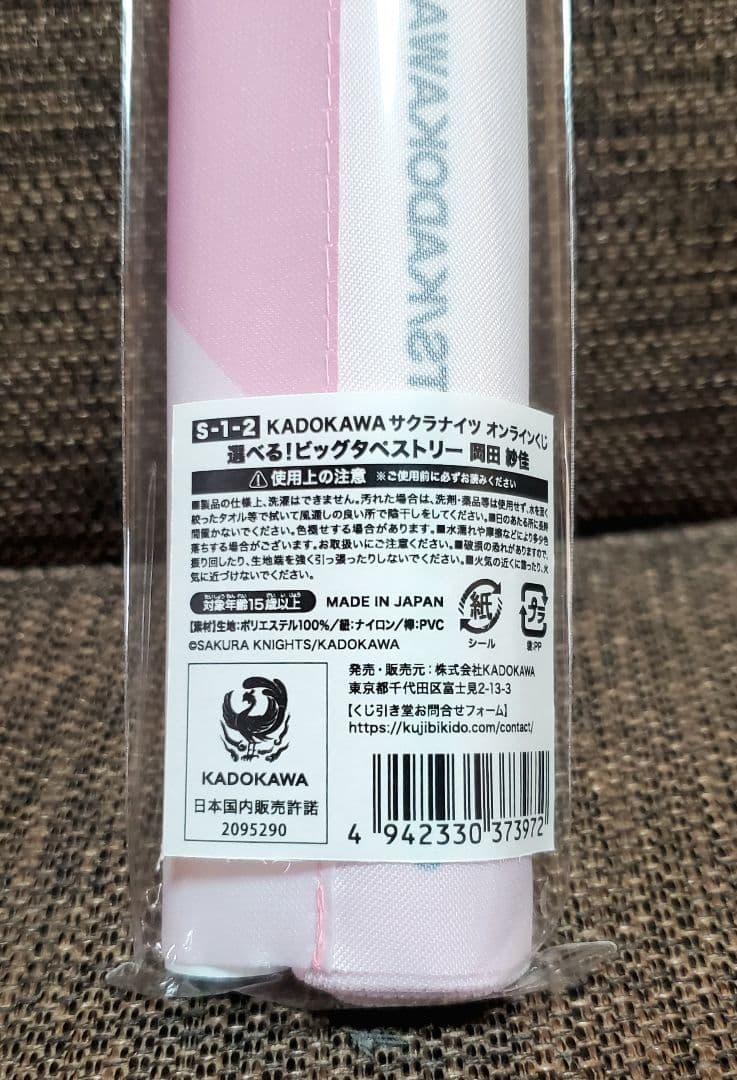 KADOKAWA
S-1-2 KADOKAWAサクラナイツ オンラインくじ
選べる!ビッグタペストリー 岡田 紗佳
使用上の注意 ※ご使用前に必ずお読みください
■製品の仕様上、洗濯はできません。汚れた場合は、洗剤・薬品等は使用せず、水を固く
絞ったタオル等で拭いて風通しの良い所で陰干しをしてください。■日のあたる所に長時
間置かないでください。色褪せする場合があります。■水濡れや摩擦などにより多少色
落ちする場合がございます。お取扱いにご注意ください。■破損の恐れがありますので、
振り回したり、生地端を強く引っ張ったりしないでください。■火気の近くに飾ったり、火
気に近づけないでください。
対象年齢15歳以上 MADE IN JAPAN
【素材】生地:ポリエステル100%/紐:ナイロン/棒:PVC
©SAKURA KNIGHTS/KADOKAWA
紙
シール
プラ
袋:PP
発売・販売元:株式会社KADOKAWA
東京都千代田区富士見2-13-3
【くじ引き堂お問合せフォーム】
https://kujibikido.com/contact/
KADOKAWA
日本国内販売許諾
2095290
4 942330 373972